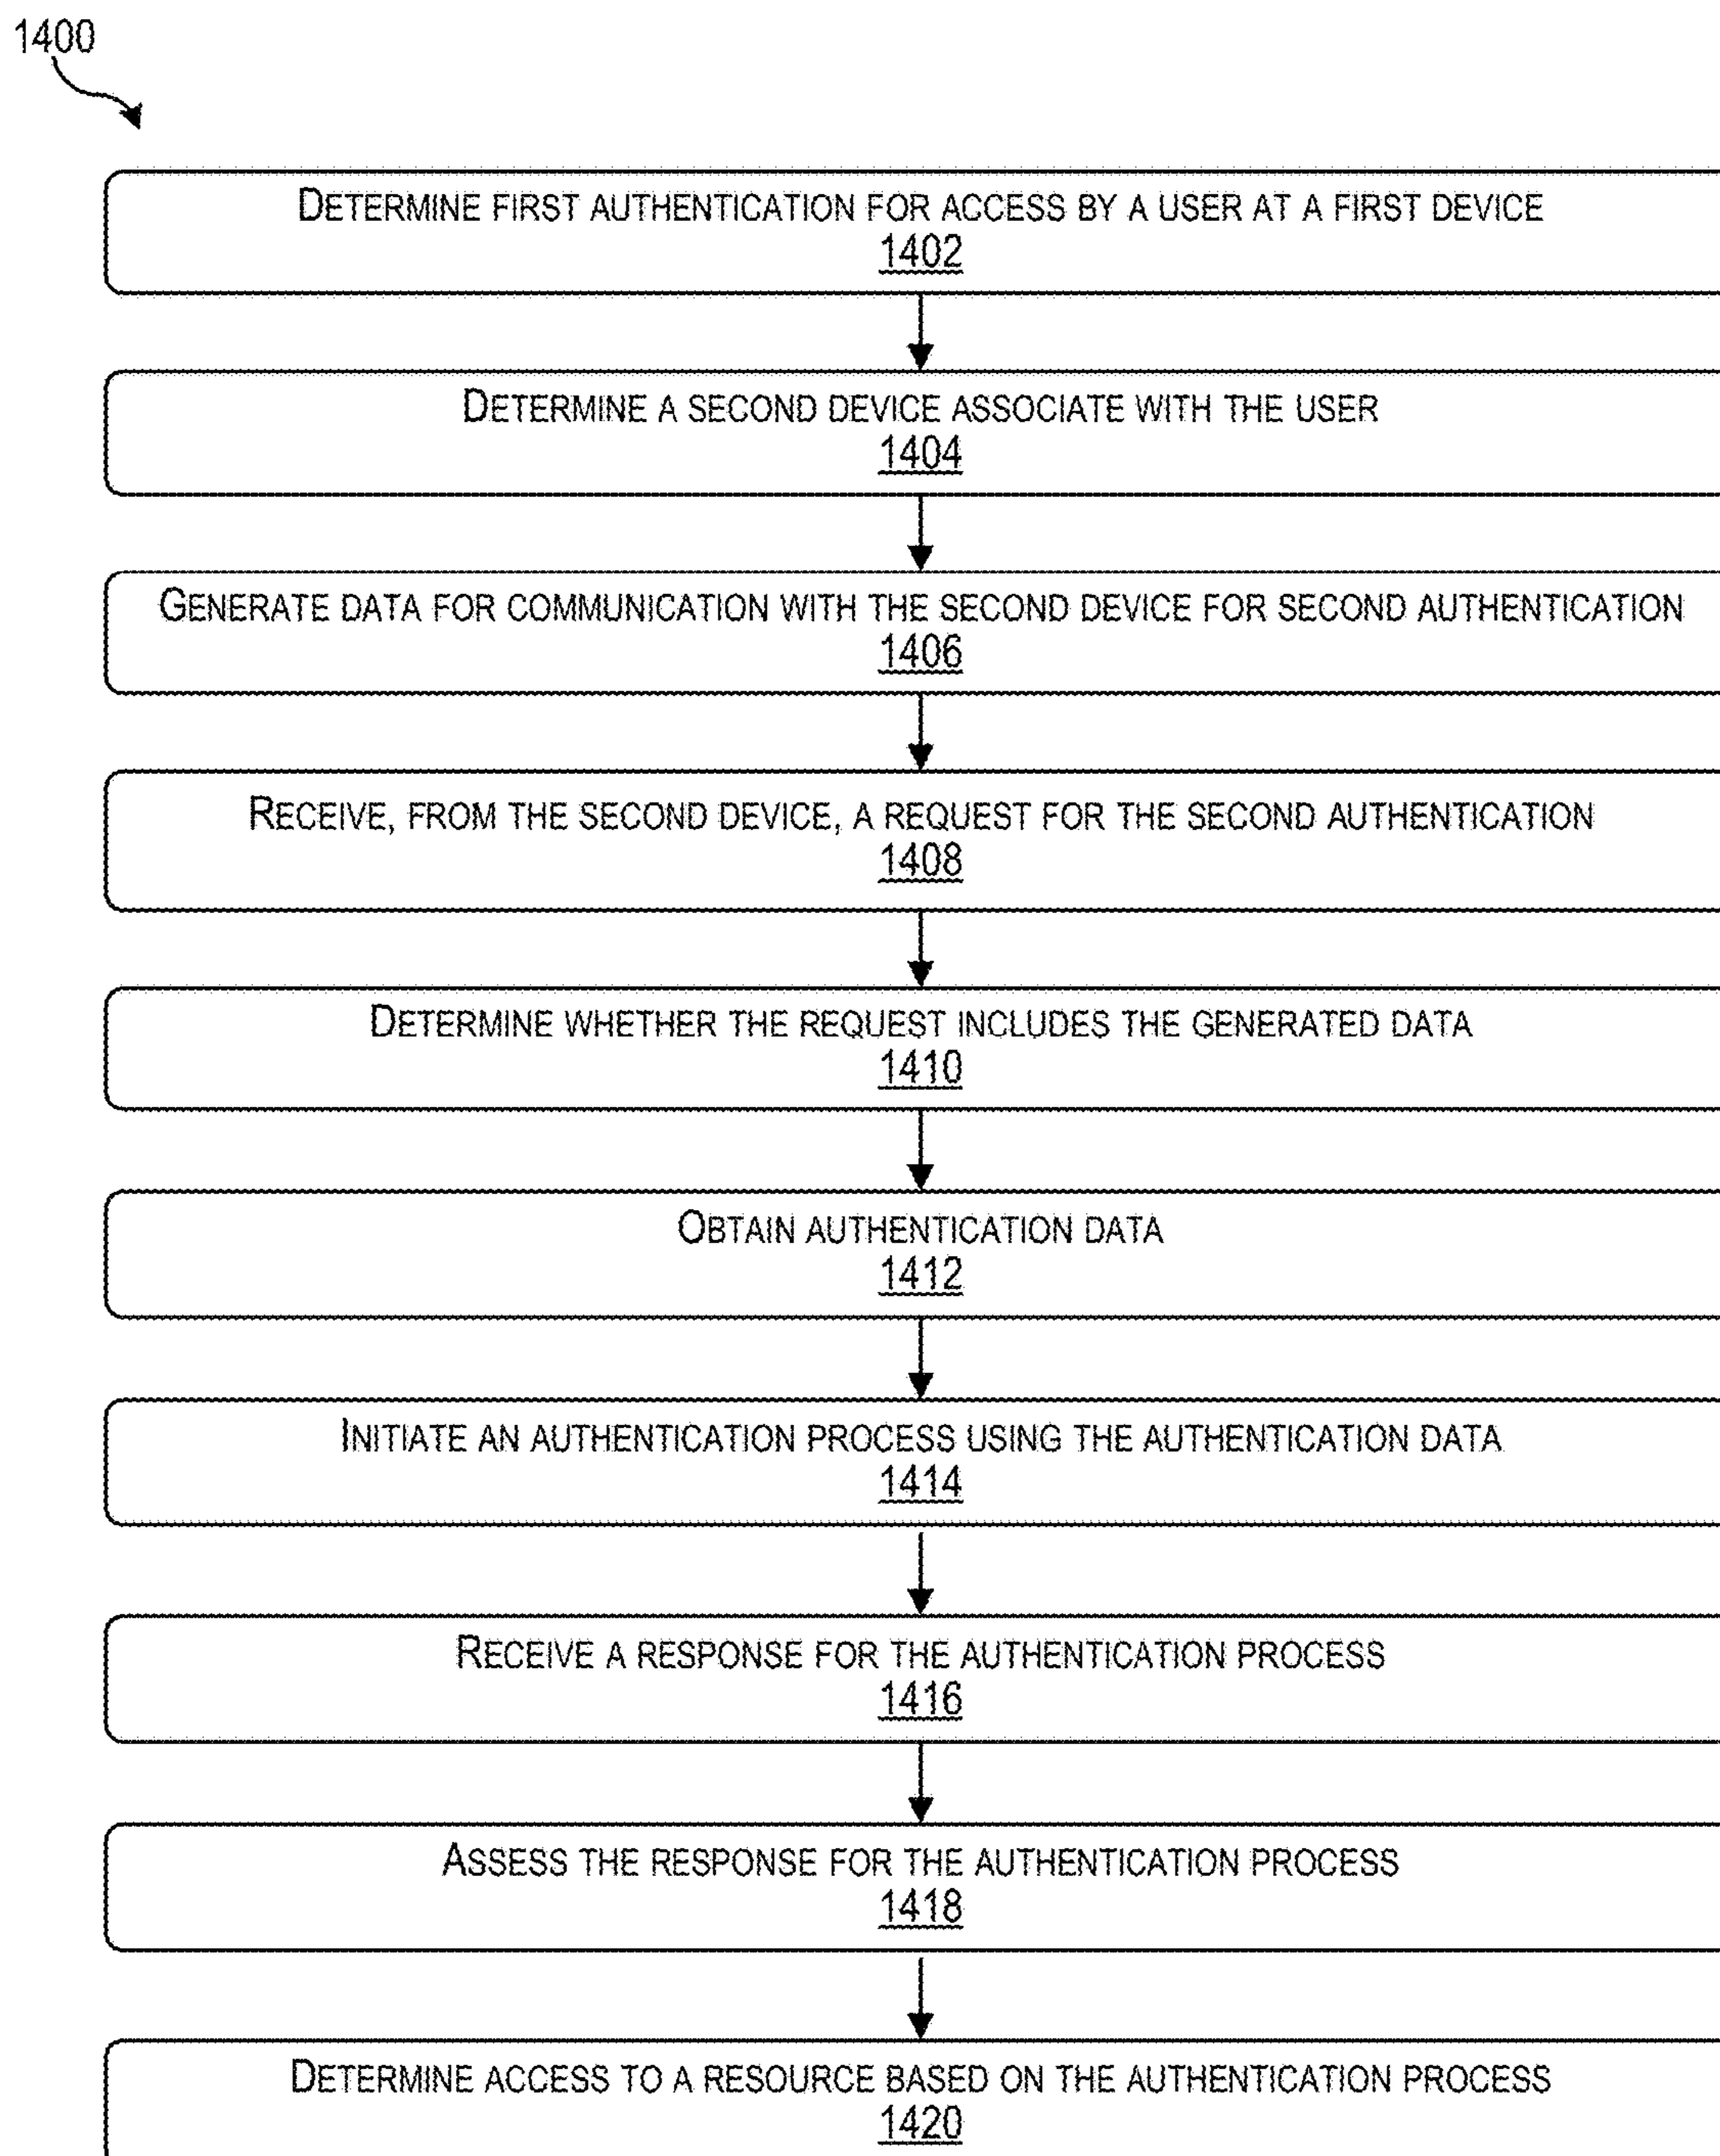 1400
DETERMINE FIRST AUTHENTICATION FOR ACCESS BY A USER AT A FIRST DEVICE
1402
DETERMINE A SECOND DEVICE ASSOCIATE WITH THE USER
1404
GENERATE DATA FOR COMMUNICATION WITH THE SECOND DEVICE FOR SECOND AUTHENTICATION
1406
RECEIVE, FROM THE SECOND DEVICE, A REQUEST FOR THE SECOND AUTHENTICATION
1408
DETERMINE WHETHER THE REQUEST INCLUDES THE GENERATED DATA
1410
OBTAIN AUTHENTICATION DATA
1412
INITIATE AN AUTHENTICATION PROCESS USING THE AUTHENTICATION DATA
1414
RECEIVE A RESPONSE FOR THE AUTHENTICATION PROCESS
1416
ASSESS THE RESPONSE FOR THE AUTHENTICATION PROCESS
1418
DETERMINE ACCESS TO A RESOURCE BASED ON THE AUTHENTICATION PROCESS
1420